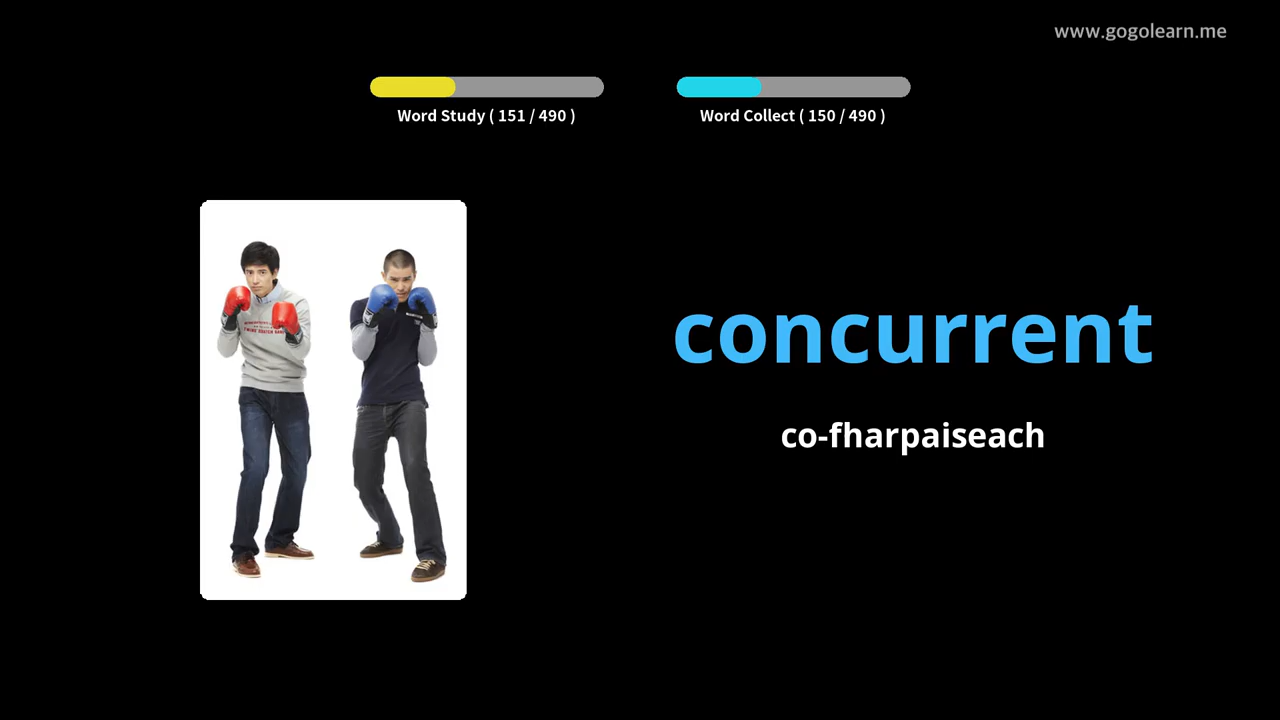 www.gogolearn.me
Word Study ( 151 / 490 )
Word Collect ( 150 / 490 )
concurrent
co-fharpaiseach